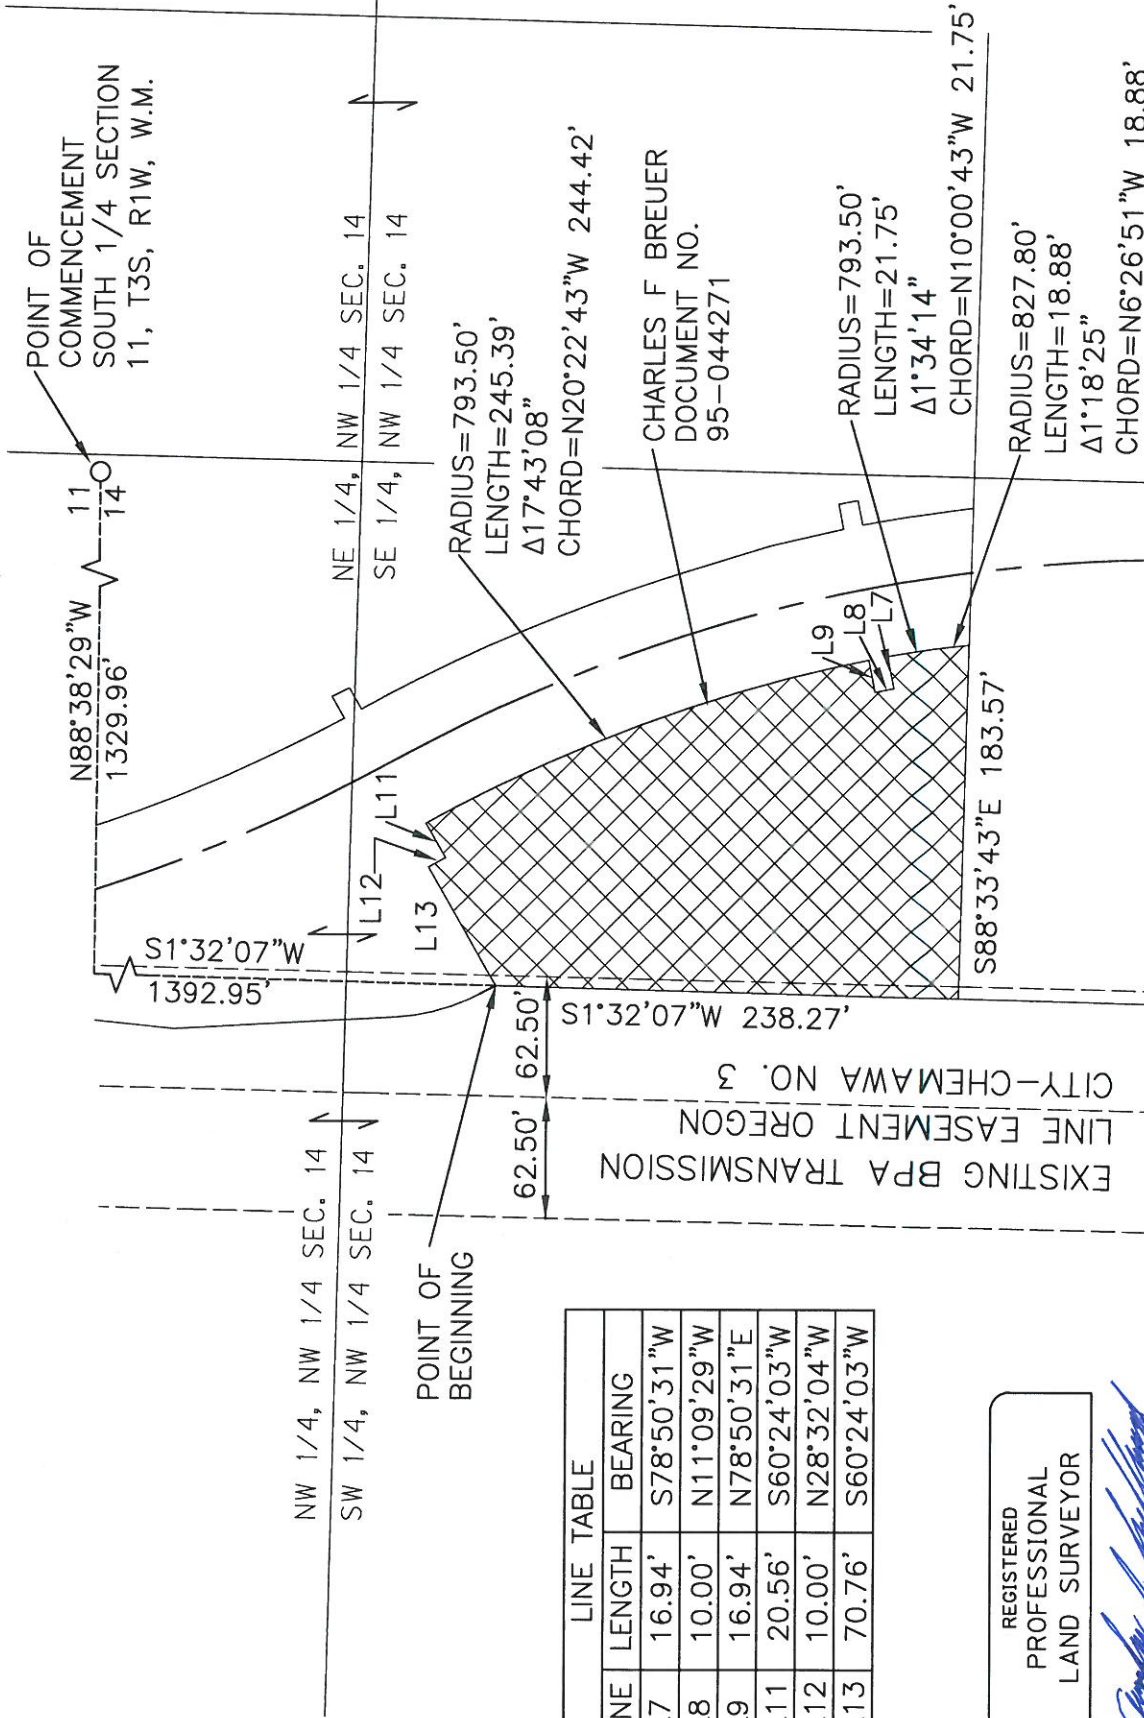 POINT OF
COMMENCEMENT
SOUTH 1/4 SECTION
11, T3S, R1W, W.M.
11
14
N88°38'29"W
1329.96'
NE 1/4, NW 1/4 SEC. 14
SE 1/4, NW 1/4 SEC. 14
RADIUS=793.50'
LENGTH=245.39'
Δ17°43'08"
CHORD=N20°22'43"W 244.42'
CHARLES F BREUER
DOCUMENT NO.
95-044271
RADIUS=793.50'
LENGTH=21.75'
Δ1°34'14"
CHORD=N10°00'43"W 21.75'
RADIUS=827.80'
LENGTH=18.88'
Δ1°18'25"
CHORD=N6°26'51"W 18.88'
L9
L8
L7
L11
L12
L13
S1°32'07"W
1392.95'
S1°32'07"W 238.27'
S88°33'43"E 183.57'
62.50'
62.50'
EXISTING BPA TRANSMISSION
LINE EASEMENT OREGON
CITY-CHEMAWA NO. 3
NW 1/4, NW 1/4 SEC. 14
SW 1/4, NW 1/4 SEC. 14
POINT OF
BEGINNING
LINE TABLE
NE LENGTH BEARING
7 16.94' S78°50'31"W
8 10.00' N11°09'29"W
9 16.94' N78°50'31"E
11 20.56' S60°24'03"W
12 10.00' N28°32'04"W
13 70.76' S60°24'03"W
REGISTERED
PROFESSIONAL
LAND SURVEYOR